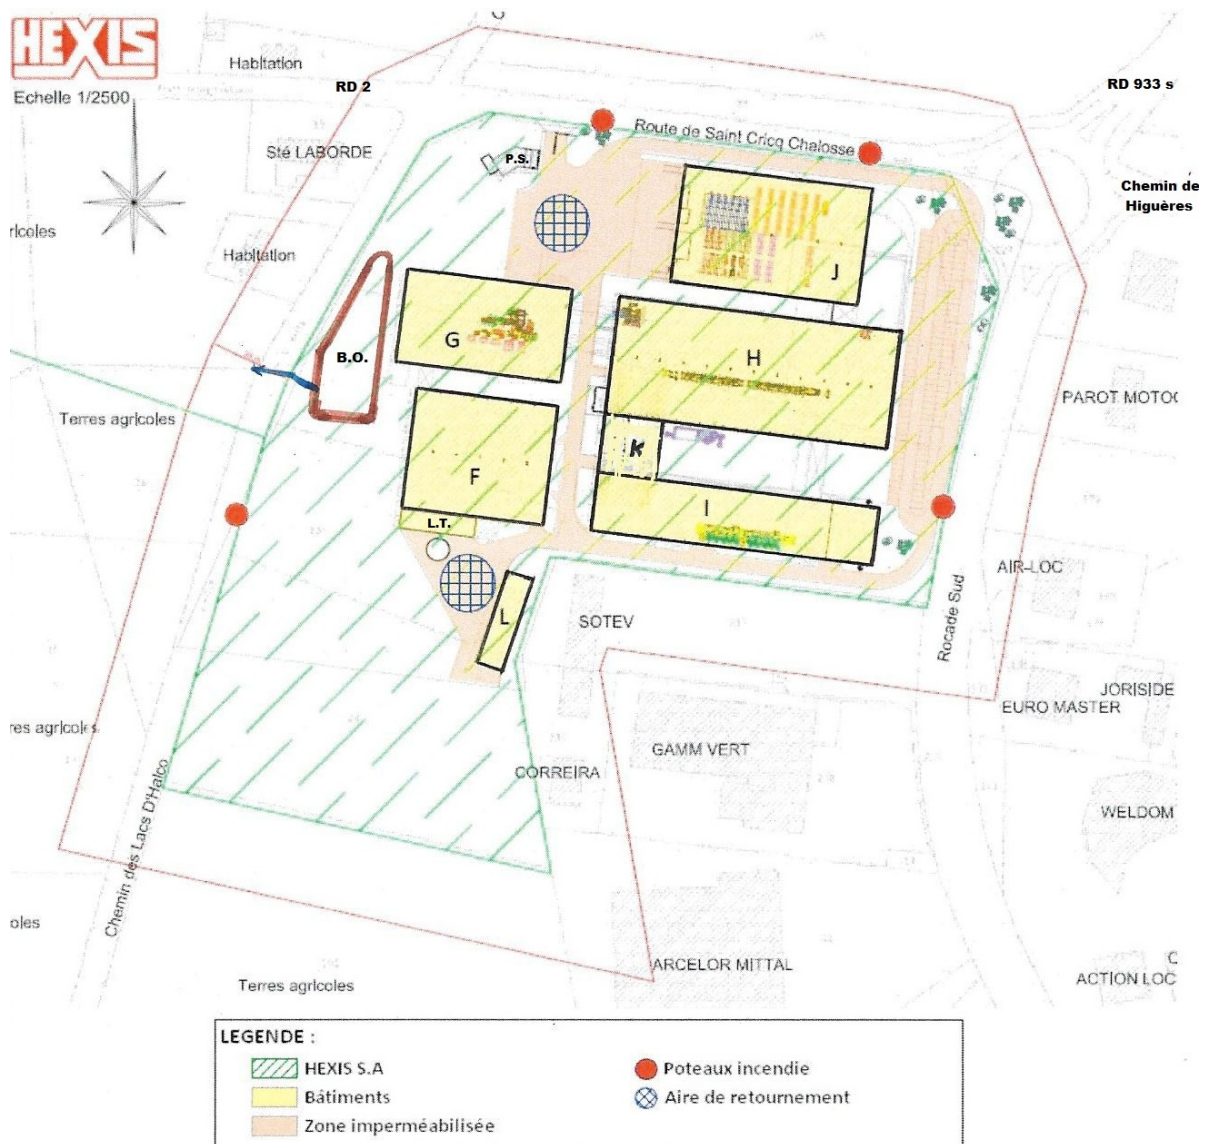 HEXIS
Echelle 1/2500
Habitation
RD 2
RD 933 s
Route de Saint Cricq Chalosse
Sté LABORDE
P.S.
Chemin de
Higuères
ricoles
Habitation
J
G
B.O.
H
PAROT MOTOC
Terres agricoles
K
F
I
L.T.
AIR-LOC
L
SOTEV
Rocade Sud
JORISIDE
EURO MASTER
res agricoles
GAMM VERT
CORREIRA
WELDOM
Chemin des Lacs D'Halco
oles
ARCELOR MITTAL
ACTION LOC
Terres agricoles
LEGENDE :
HEXIS S.A
Poteaux incendie
Bâtiments
Aire de retournement
Zone imperméabilisée